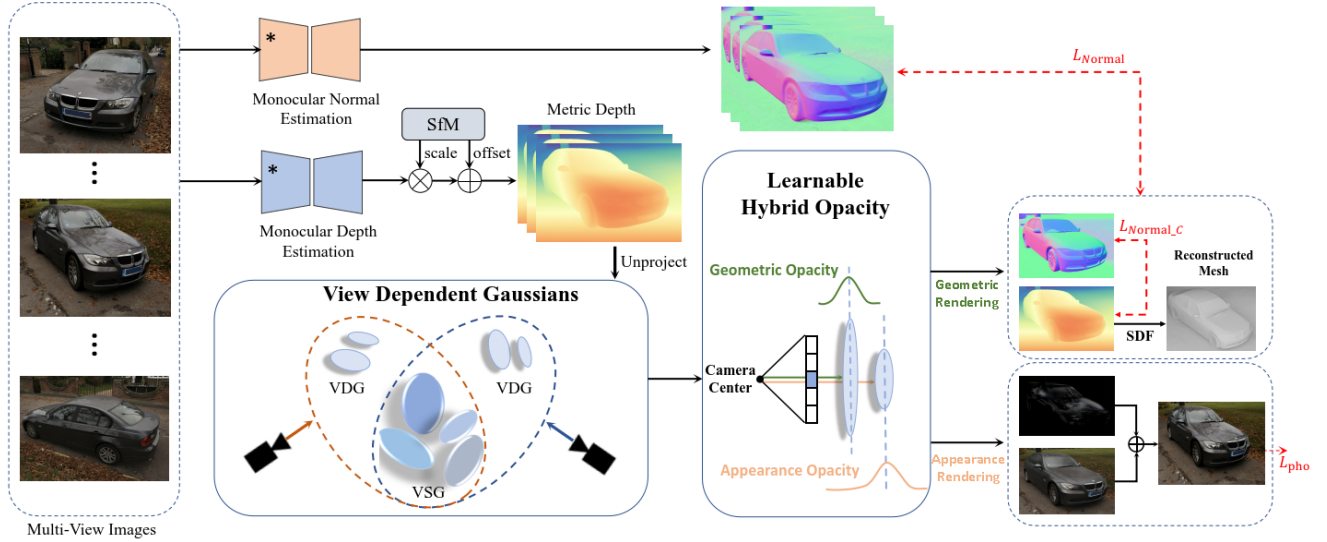 *
Monocular Normal
Estimation
SfM
scale
offset
Metric Depth
*
Monocular Depth
Estimation
Unproject
Multi-View Images
View Dependent Gaussians
VDG
VDG
VSG
Learnable
Hybrid Opacity
Geometric Opacity
Camera
Center
Appearance Opacity
Geometric
Rendering
Appearance
Rendering
L_Normal
L_Normal_C
Reconstructed
Mesh
SDF
L_pho